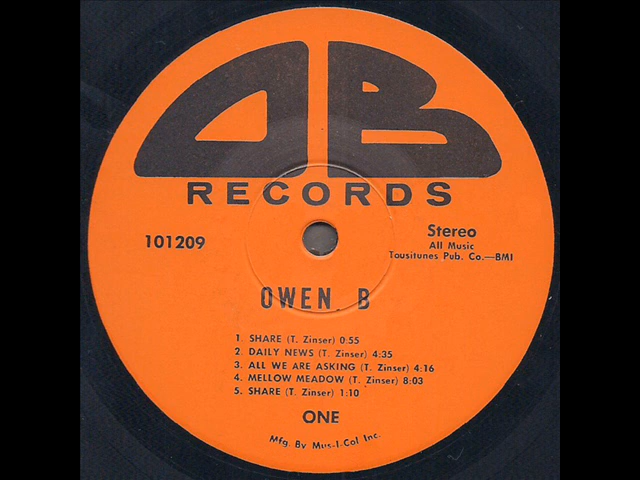 OB
RECORDS
101209
Stereo
All Music
Tousitunes Pub. Co.—BMI
OWEN. B
1. SHARE (T. Zinser) 0:55
2. DAILY NEWS (T. Zinser) 4:35
3. ALL WE ARE ASKING (T. Zinser) 4:16
4. MELLOW MEADOW (T. Zinser) 8:03
5. SHARE (T. Zinser) 1:10
ONE
Mfg. By Mus-I-Col Inc.